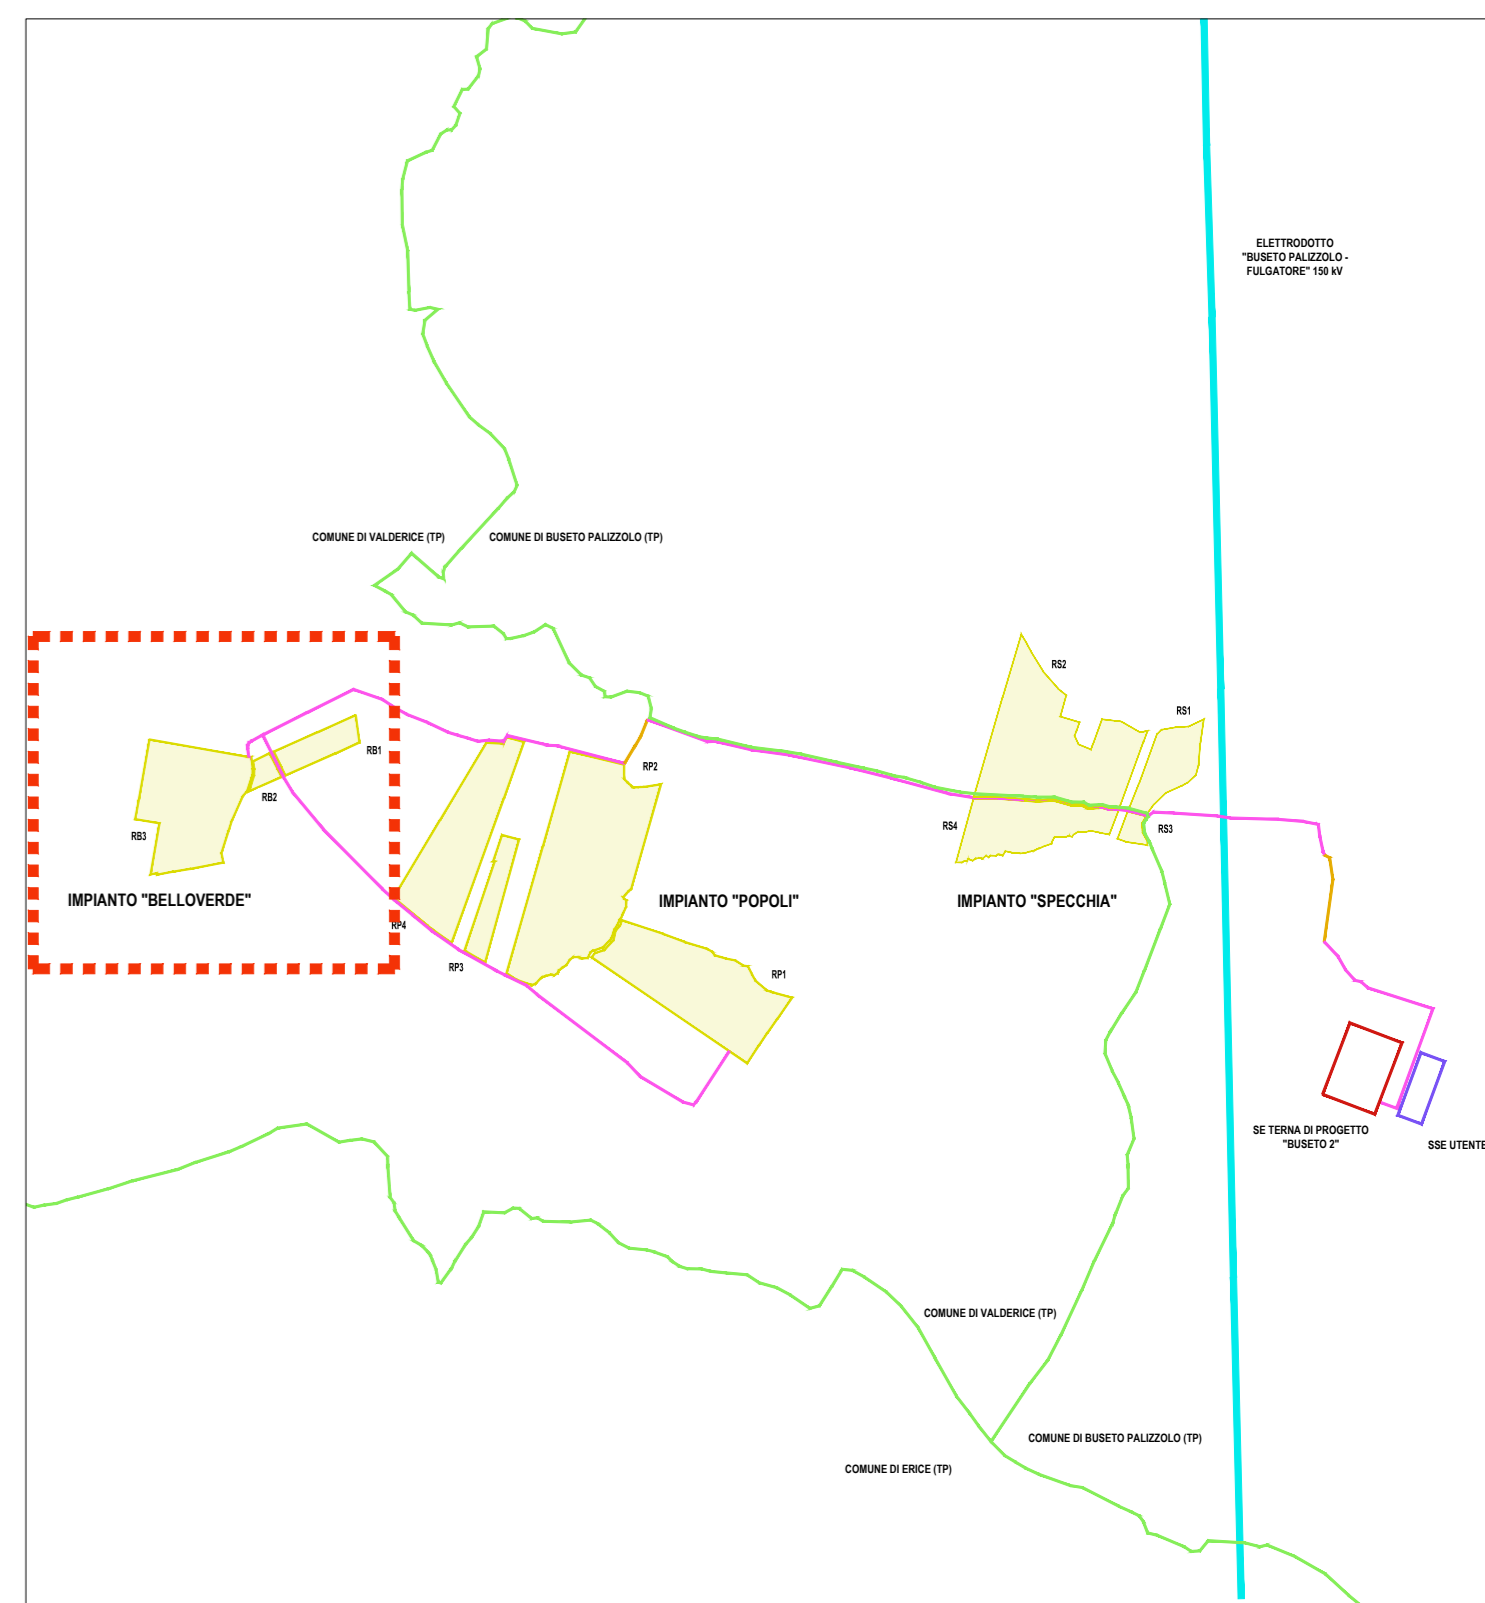 ELETTRODOTTO
"BUSETO PALIZZOLO -
FULGATORE" 150 kV
COMUNE DI VALDERICE (TP)
COMUNE DI BUSETO PALIZZOLO (TP)
RS2
RS1
RB1
RP2
RB2
RB3
RS4
RS3
IMPIANTO "BELLOVERDE"
IMPIANTO "POPOLI"
IMPIANTO "SPECCHIA"
RP4
RP3
RP1
SE TERNA DI PROGETTO
"BUSETO 2"
SSE UTENTE
COMUNE DI VALDERICE (TP)
COMUNE DI BUSETO PALIZZOLO (TP)
COMUNE DI ERICE (TP)